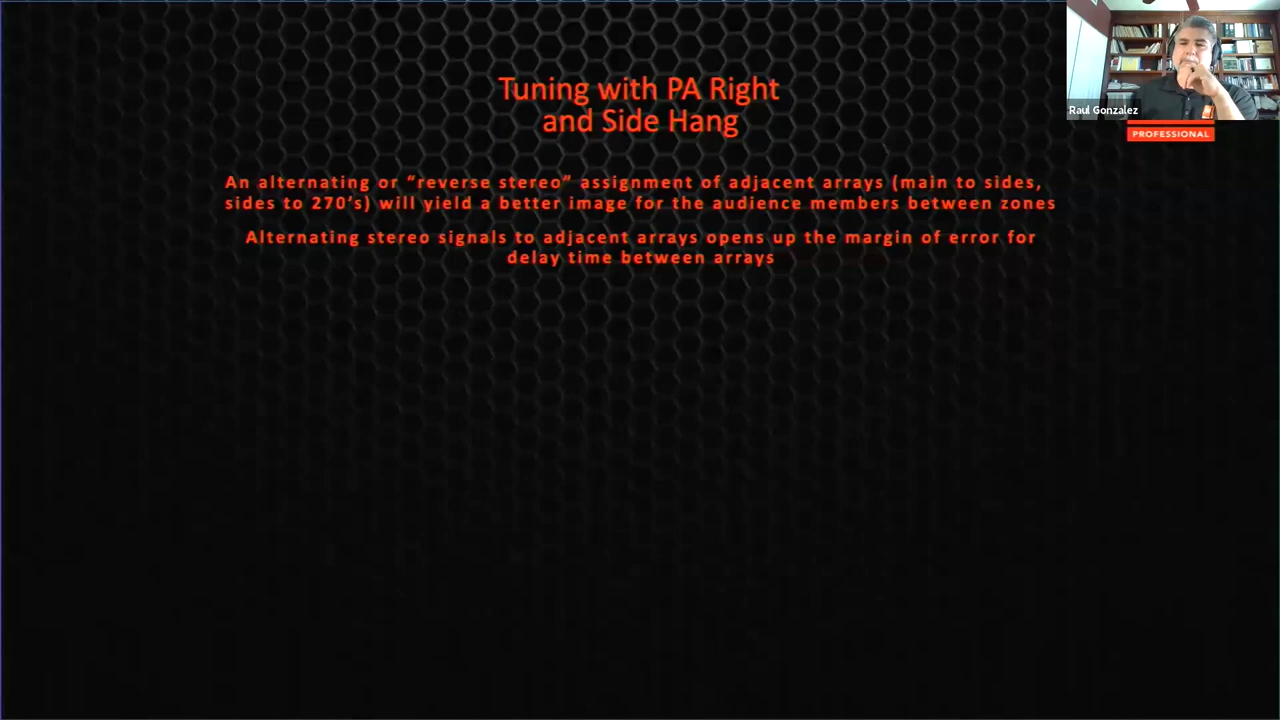 Tuning with PA Right
and Side Hang
An alternating or “reverse stereo” assignment of adjacent arrays (main to sides,
sides to 270’s) will yield a better image for the audience members between zones
Alternating stereo signals to adjacent arrays opens up the margin of error for
delay time between arrays
Raul Gonzalez
PROFESSIONAL